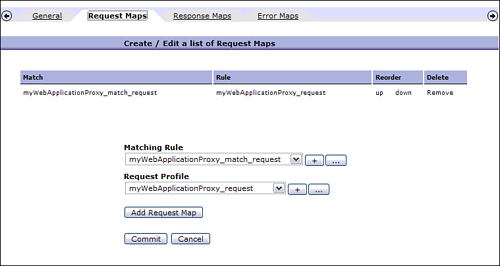 General Request Maps Response Maps Error Maps
Create / Edit a list of Request Maps
Match Rule Reorder Delete
myWebApplicationProxy_match_request myWebApplicationProxy_request up down Remove
Matching Rule
myWebApplicationProxy_match_request + ...
Request Profile
myWebApplicationProxy_request + ...
Add Request Map
Commit Cancel